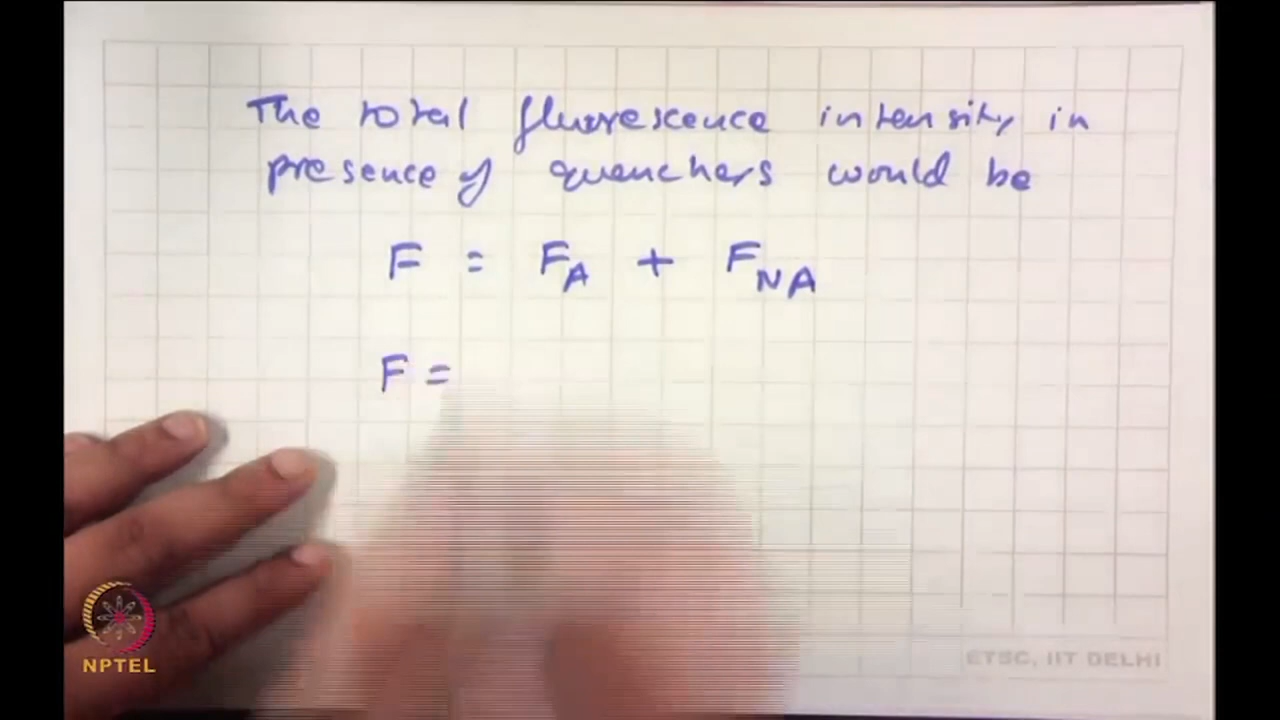 The total fluorescence intensity in
presence of quenchers would be
F = F_A + F_NA
F =
NPTEL
ETSC, IIT DELHI